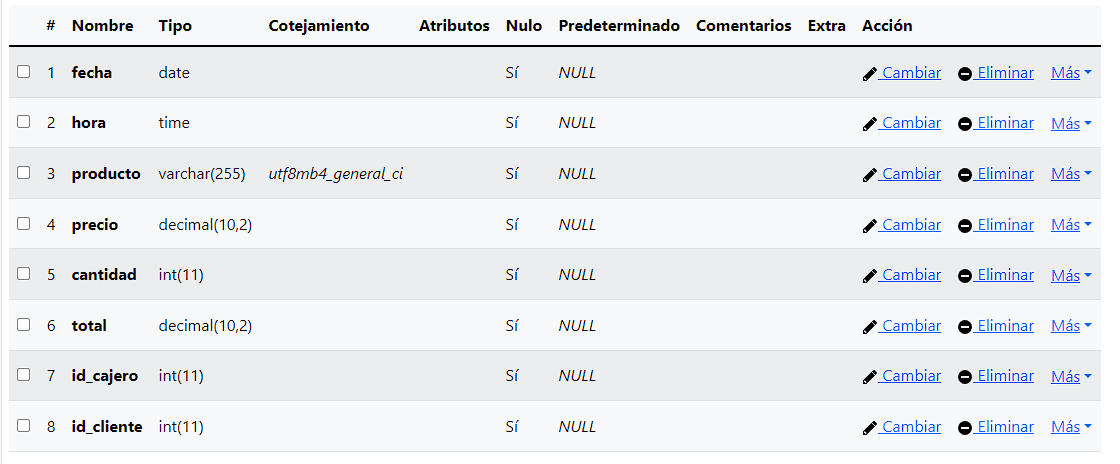 # Nombre Tipo Cotejamiento Atributos Nulo Predeterminado Comentarios Extra Acción
1 fecha date Sí NULL Cambiar Eliminar Más
2 hora time Sí NULL Cambiar Eliminar Más
3 producto varchar(255) utf8mb4_general_ci Sí NULL Cambiar Eliminar Más
4 precio decimal(10,2) Sí NULL Cambiar Eliminar Más
5 cantidad int(11) Sí NULL Cambiar Eliminar Más
6 total decimal(10,2) Sí NULL Cambiar Eliminar Más
7 id_cajero int(11) Sí NULL Cambiar Eliminar Más
8 id_cliente int(11) Sí NULL Cambiar Eliminar Más